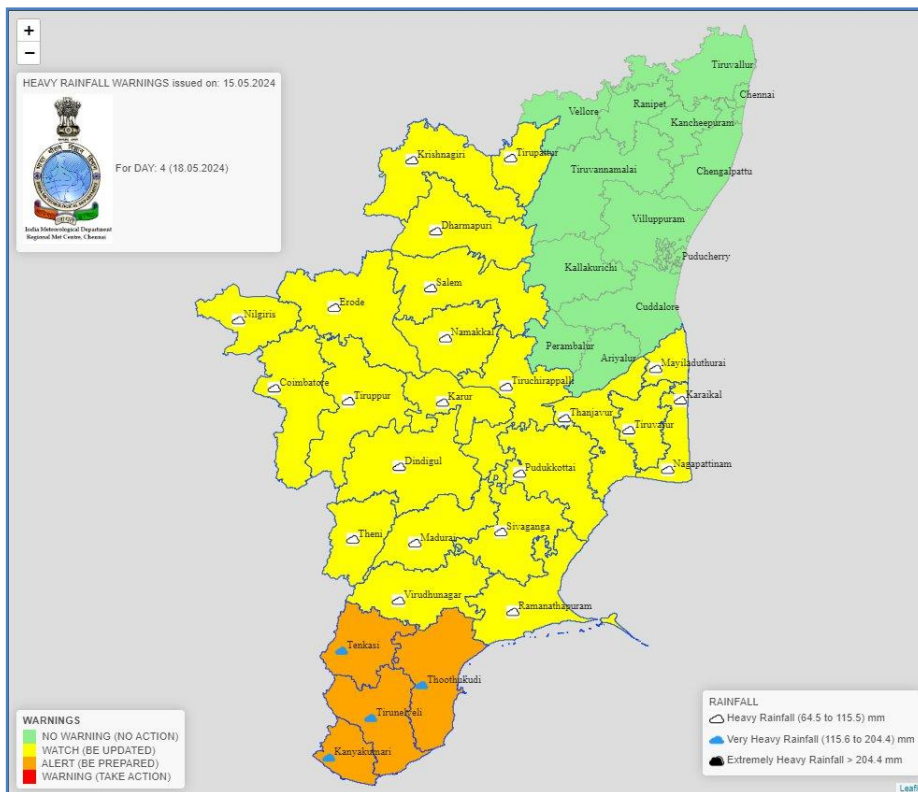 +
−
HEAVY RAINFALL WARNINGS issued on: 15.05.2024
For DAY: 4 (18.05.2024)
India Meteorological Department
Regional Met Centre, Chennai
Tiruvallur
Chennai
Ranipet
Vellore
Kancheepuram
Krishnagiri
Tirupattur
Tiruvannamalai
Chengalpattu
Villuppuram
Dharmapuri
Puducherry
Kallakurichi
Salem
Erode
Cuddalore
Nilgiris
Namakkal
Perambalur
Ariyalur
Mayiladuthurai
Coimbatore
Tiruchirappalli
Karaikal
Tiruppur
Karur
Thanjavur
Tiruvarur
Dindigul
Pudukkottai
Nagapattinam
Sivaganga
Theni
Madurai
Virudhunagar
Ramanathapuram
Tenkasi
Thoothukudi
Tirunelveli
Kanyakumari
WARNINGS
NO WARNING (NO ACTION)
WATCH (BE UPDATED)
ALERT (BE PREPARED)
WARNING (TAKE ACTION)
RAINFALL
Heavy Rainfall (64.5 to 115.5) mm
Very Heavy Rainfall (115.6 to 204.4) mm
Extremely Heavy Rainfall > 204.4 mm
Leafl